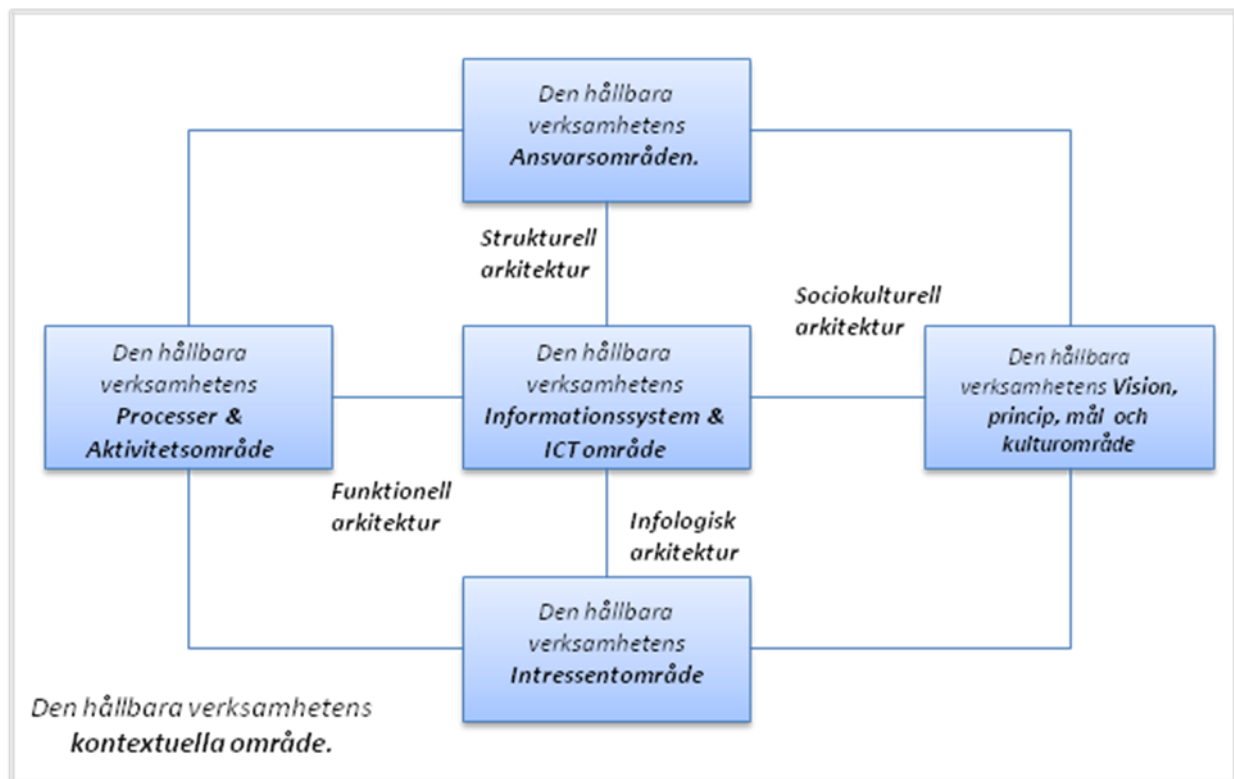 Den hållbara
verksamhetens
Ansvarsområden.
Strukturell
arkitektur
Sociokulturell
arkitektur
Den hållbara
verksamhetens
Processer &
Aktivitetsområde
Den hållbara
verksamhetens
Informationssystem &
ICT område
Den hållbara
verksamhetens Vision,
princip, mål och
kulturområde
Funktionell
arkitektur
Infologisk
arkitektur
Den hållbara
verksamhetens
Intressentområde
Den hållbara verksamhetens
kontextuella område.